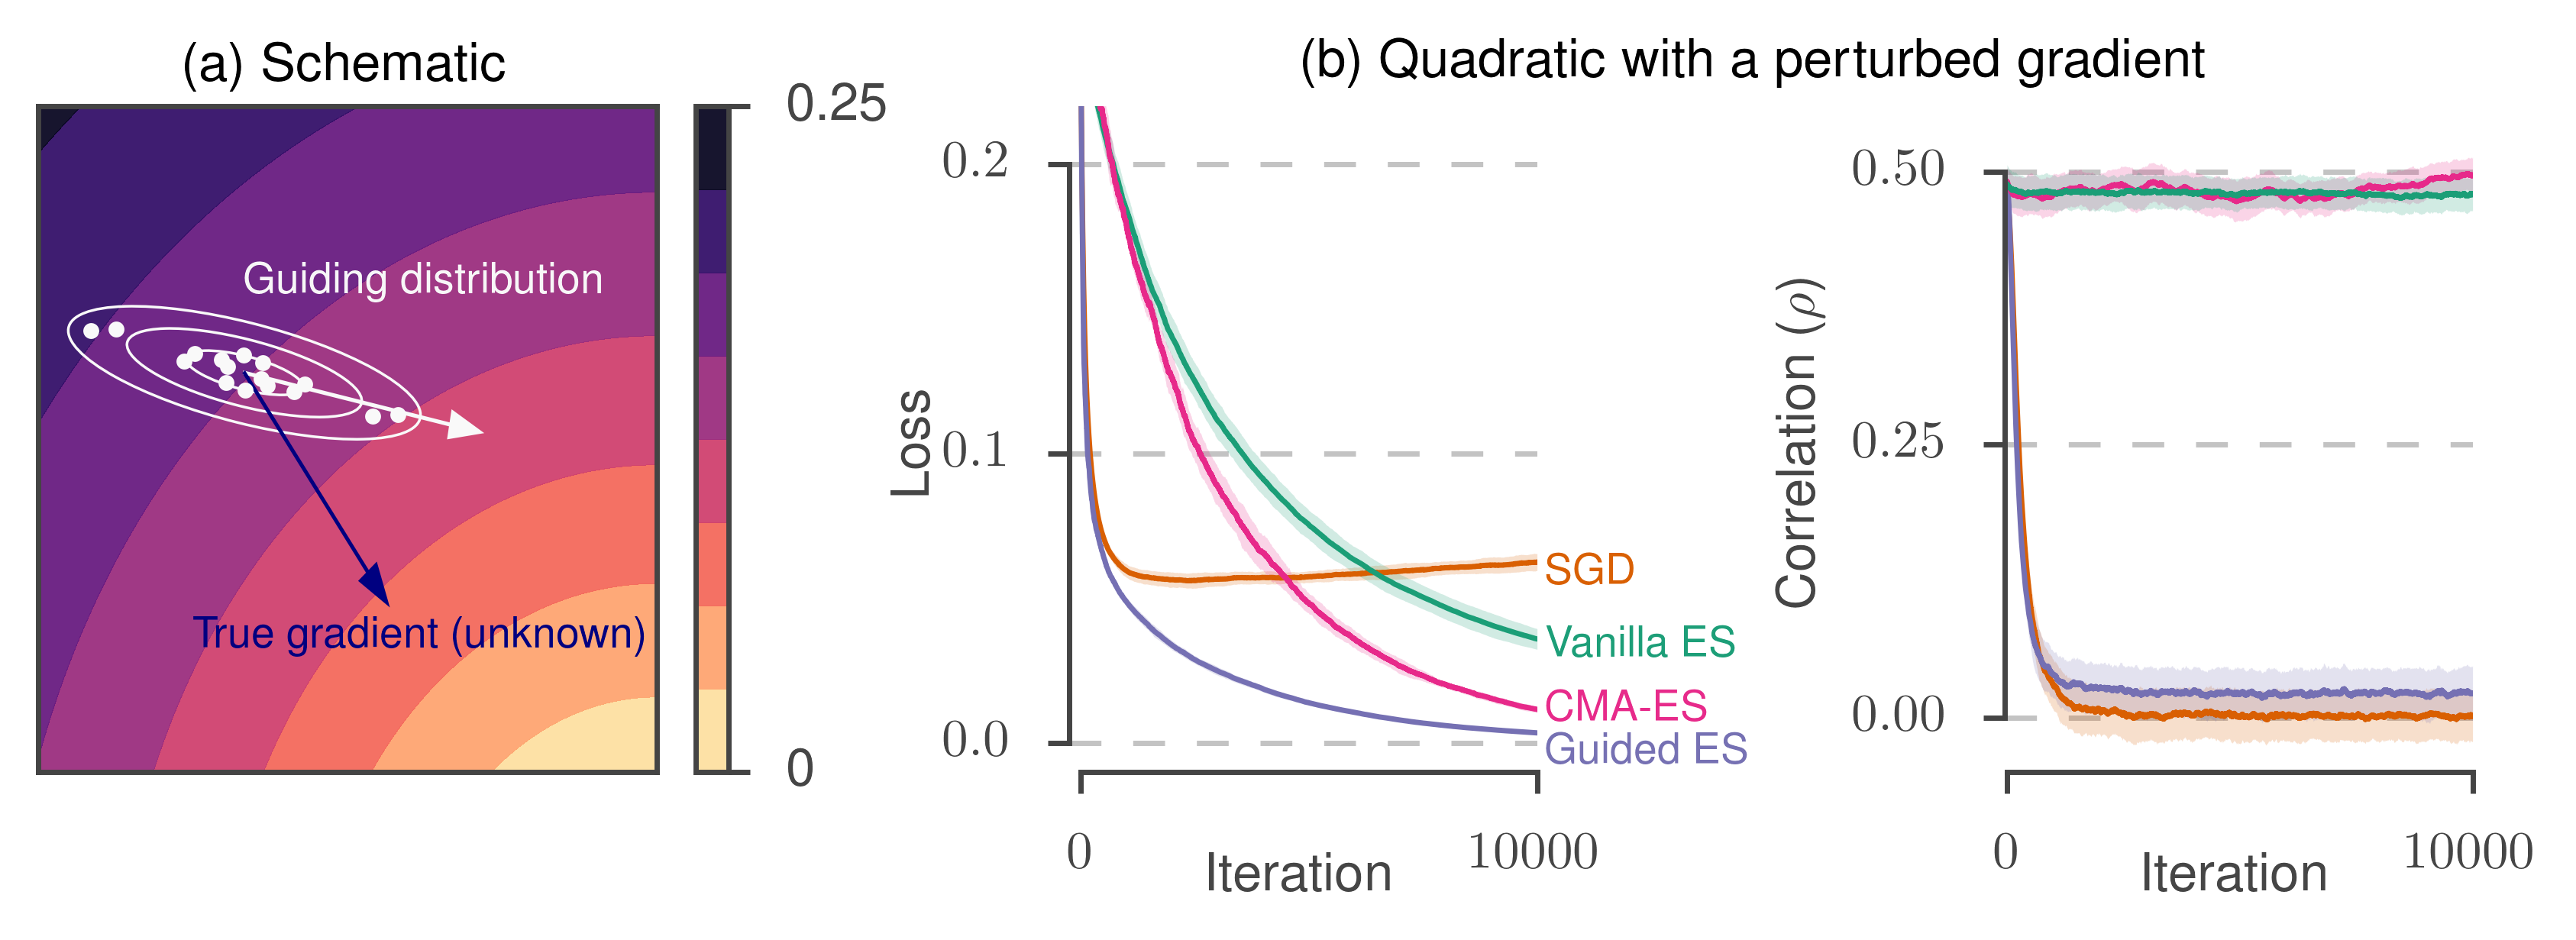 (a) Schematic
0.25
0
Guiding distribution
True gradient (unknown)
(b) Quadratic with a perturbed gradient
Loss
0.2
0.1
0.0
SGD
Vanilla ES
CMA-ES
Guided ES
0
10000
Iteration
Correlation (ρ)
0.50
0.25
0.00
0
10000
Iteration